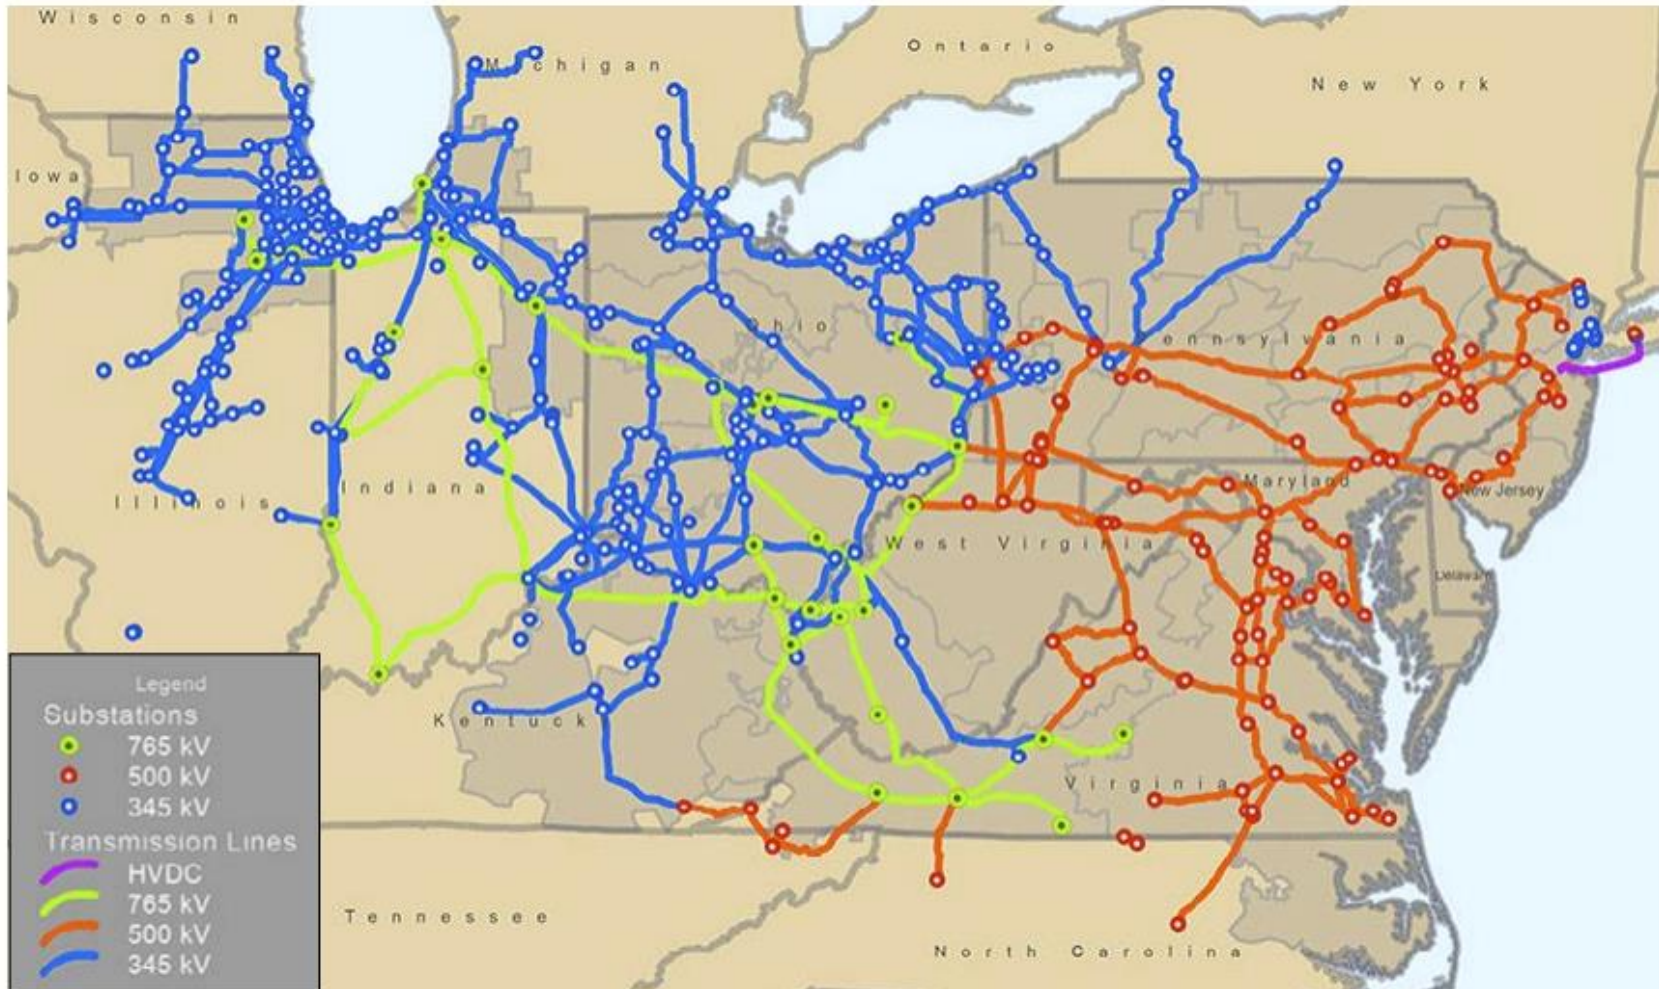 Wisconsin
Michigan
Ontario
New York
Iowa
Ohio
Pennsylvania
Illinois
Indiana
Maryland
New Jersey
West Virginia
Delaware
Kentuck
Virginia
Tennessee
North Carolina
Legend
Substations
765 kV
500 kV
345 kV
Transmission Lines
HVDC
765 kV
500 kV
345 kV